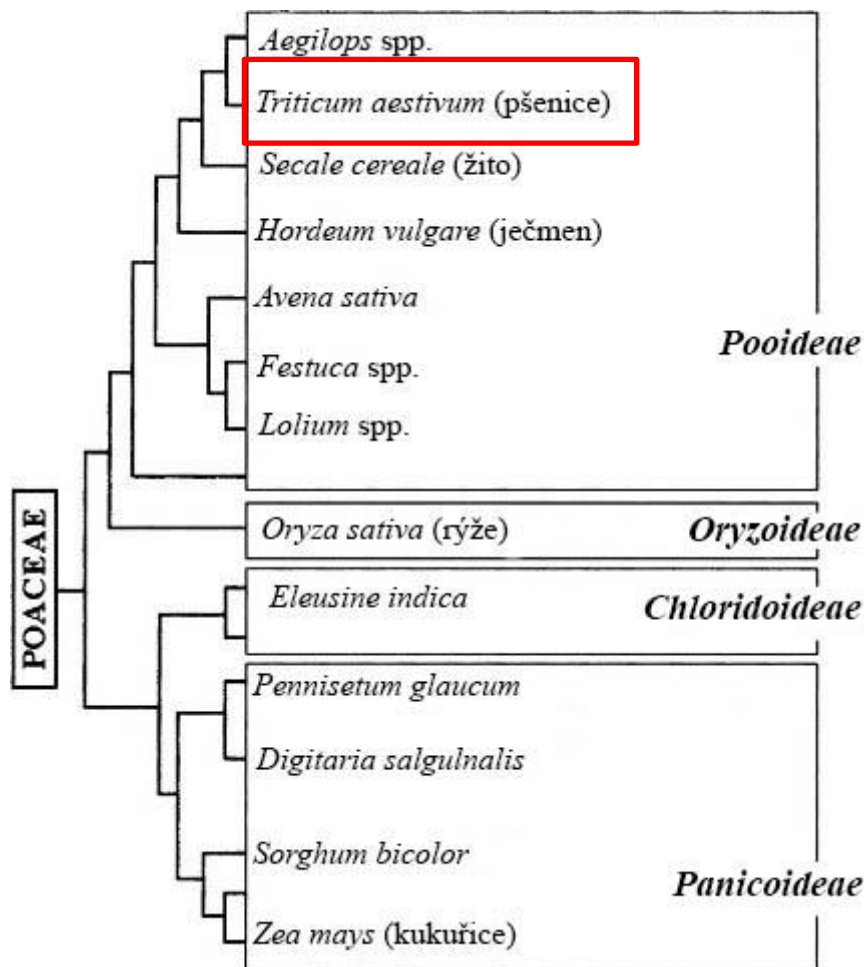 Aegilops spp.
Triticum aestivum (pšenice)
Secale cereale (žito)
Hordeum vulgare (ječmen)
Avena sativa
Pooideae
Festuca spp.
Lolium spp.
POACEAE
Oryza sativa (rýže)
Oryzoideae
Eleusine indica
Chloridoideae
Pennisetum glaucum
Digitaria salgulnalis
Sorghum bicolor
Panicoideae
Zea mays (kukuřice)